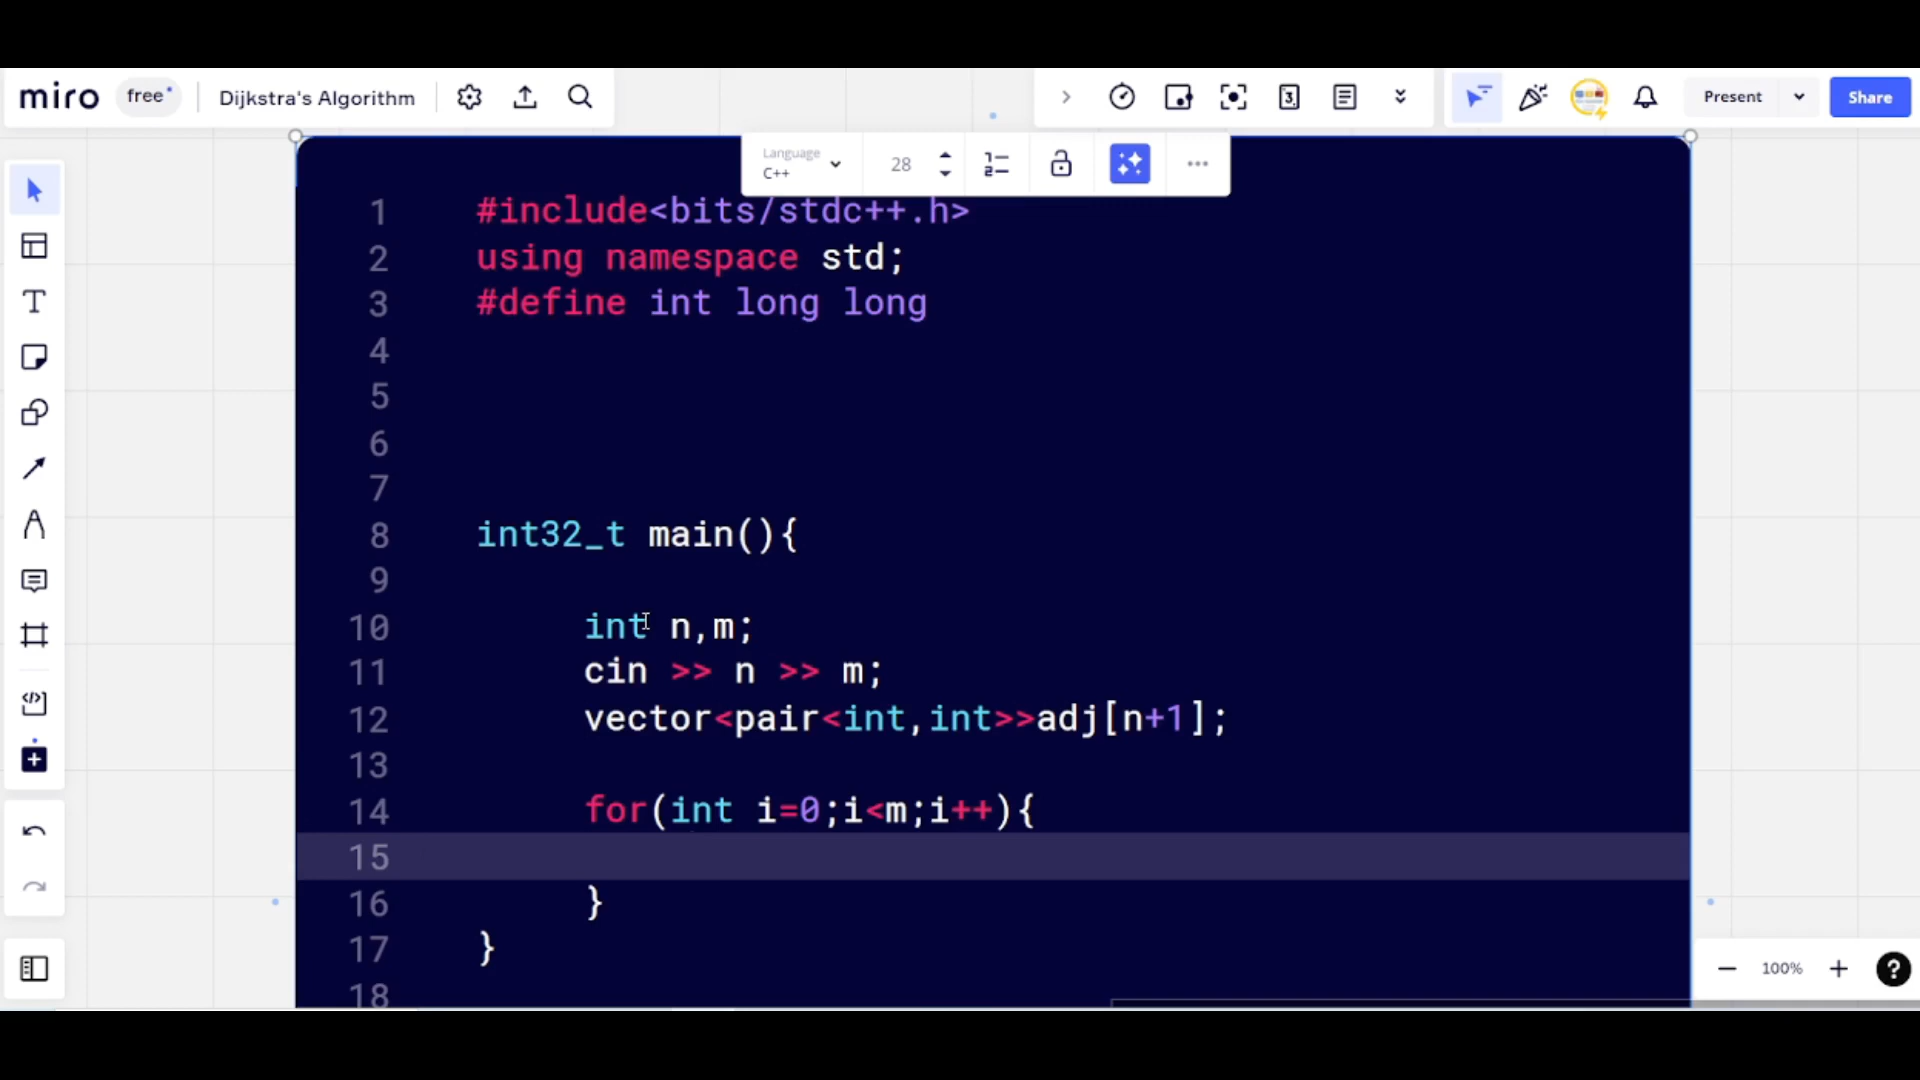 miro free Dijkstra's Algorithm 3 Present Share
Language
C++
28
1 #include<bits/stdc++.h>
2 using namespace std;
3 #define int long long
4
5
6
7
8 int32_t main(){
9
10 int n,m;
11 cin >> n >> m;
12 vector<pair<int,int>>adj[n+1];
13
14 for(int i=0;i<m;i++){
15
16 }
17 }
18
100%